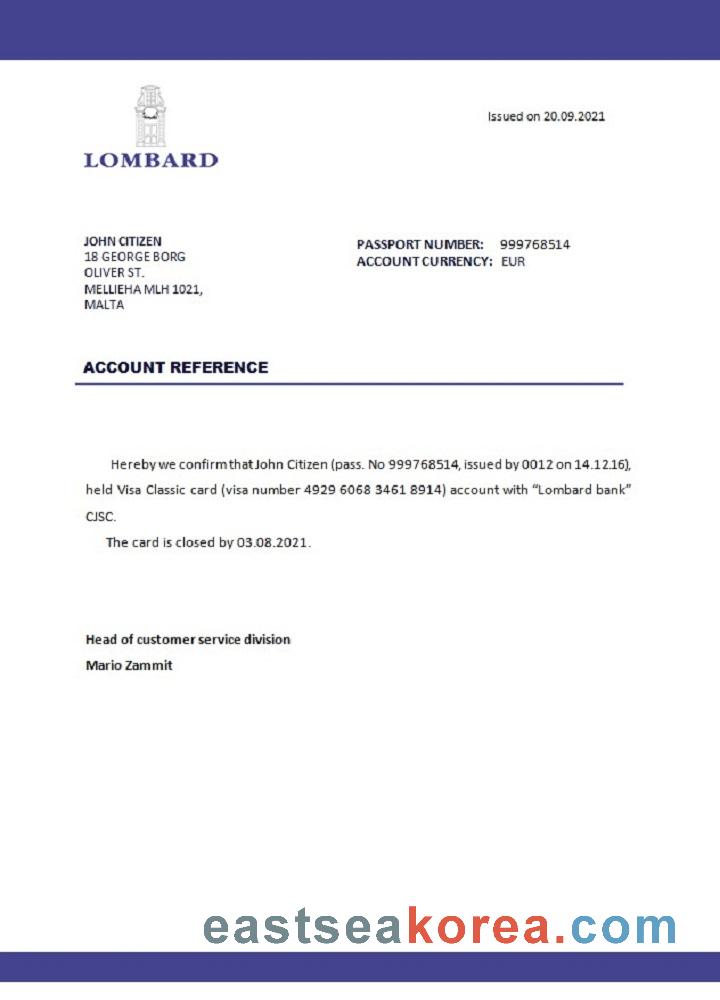 Issued on 20.09.2021
LOMBARD
JOHN CITIZEN
18 GEORGE BORG
OLIVER ST.
MELLIEHA MLH 1021,
MALTA
PASSPORT NUMBER: 999768514
ACCOUNT CURRENCY: EUR
ACCOUNT REFERENCE
Hereby we confirm that John Citizen (pass. No 999768514, issued by 0012 on 14.12.16),
held Visa Classic card (visa number 4929 6068 3461 8914) account with “Lombard bank”
CJSC.
The card is closed by 03.08.2021.
Head of customer service division
Mario Zammit
eastseakorea.com